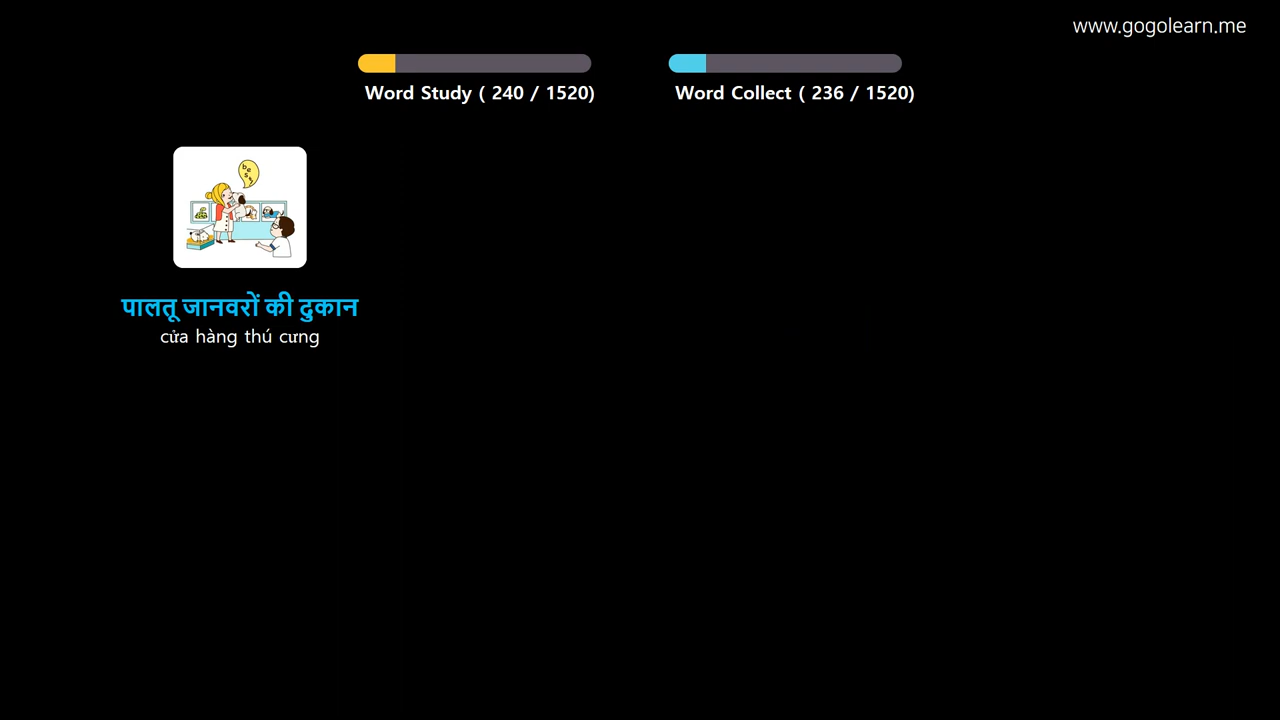 www.gogolearn.me
Word Study ( 240 / 1520)
Word Collect ( 236 / 1520)
पालतू जानवरों की दुकान
cửa hàng thú cưng